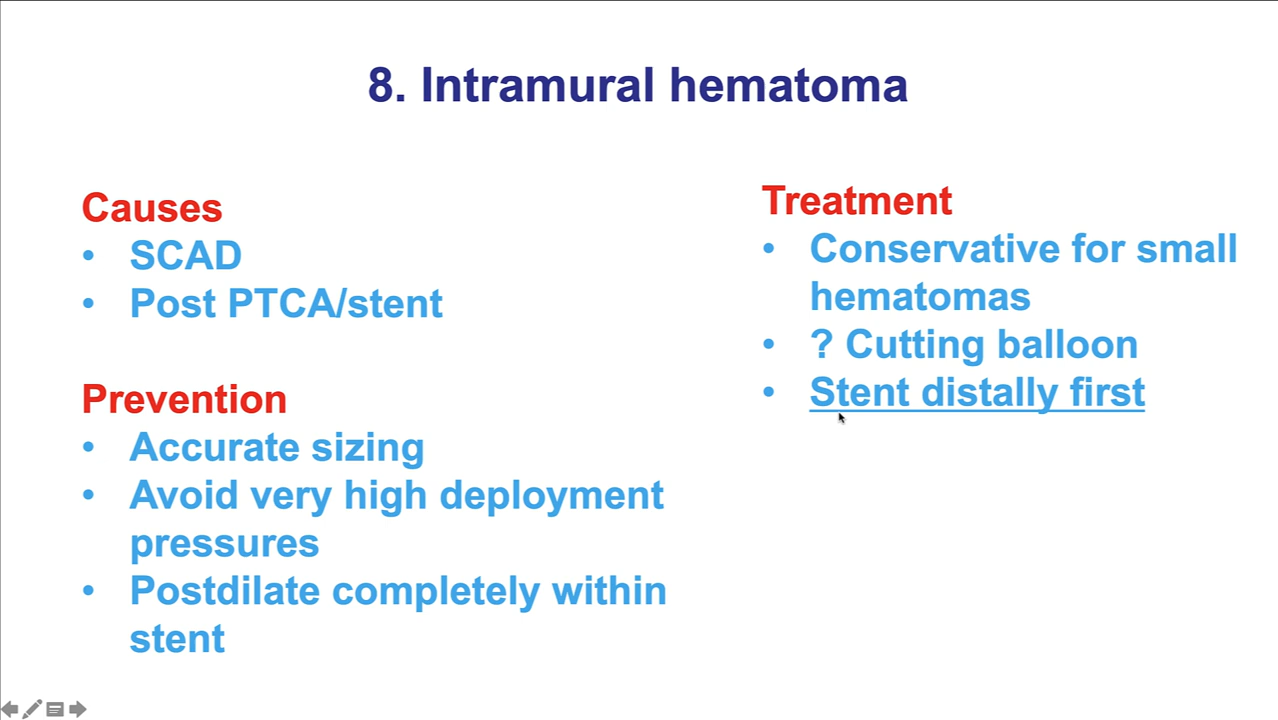 8. Intramural hematoma
Causes
• SCAD
• Post PTCA/stent
Prevention
• Accurate sizing
• Avoid very high deployment
pressures
• Postdilate completely within
stent
Treatment
• Conservative for small
hematomas
• ? Cutting balloon
• Stent distally first